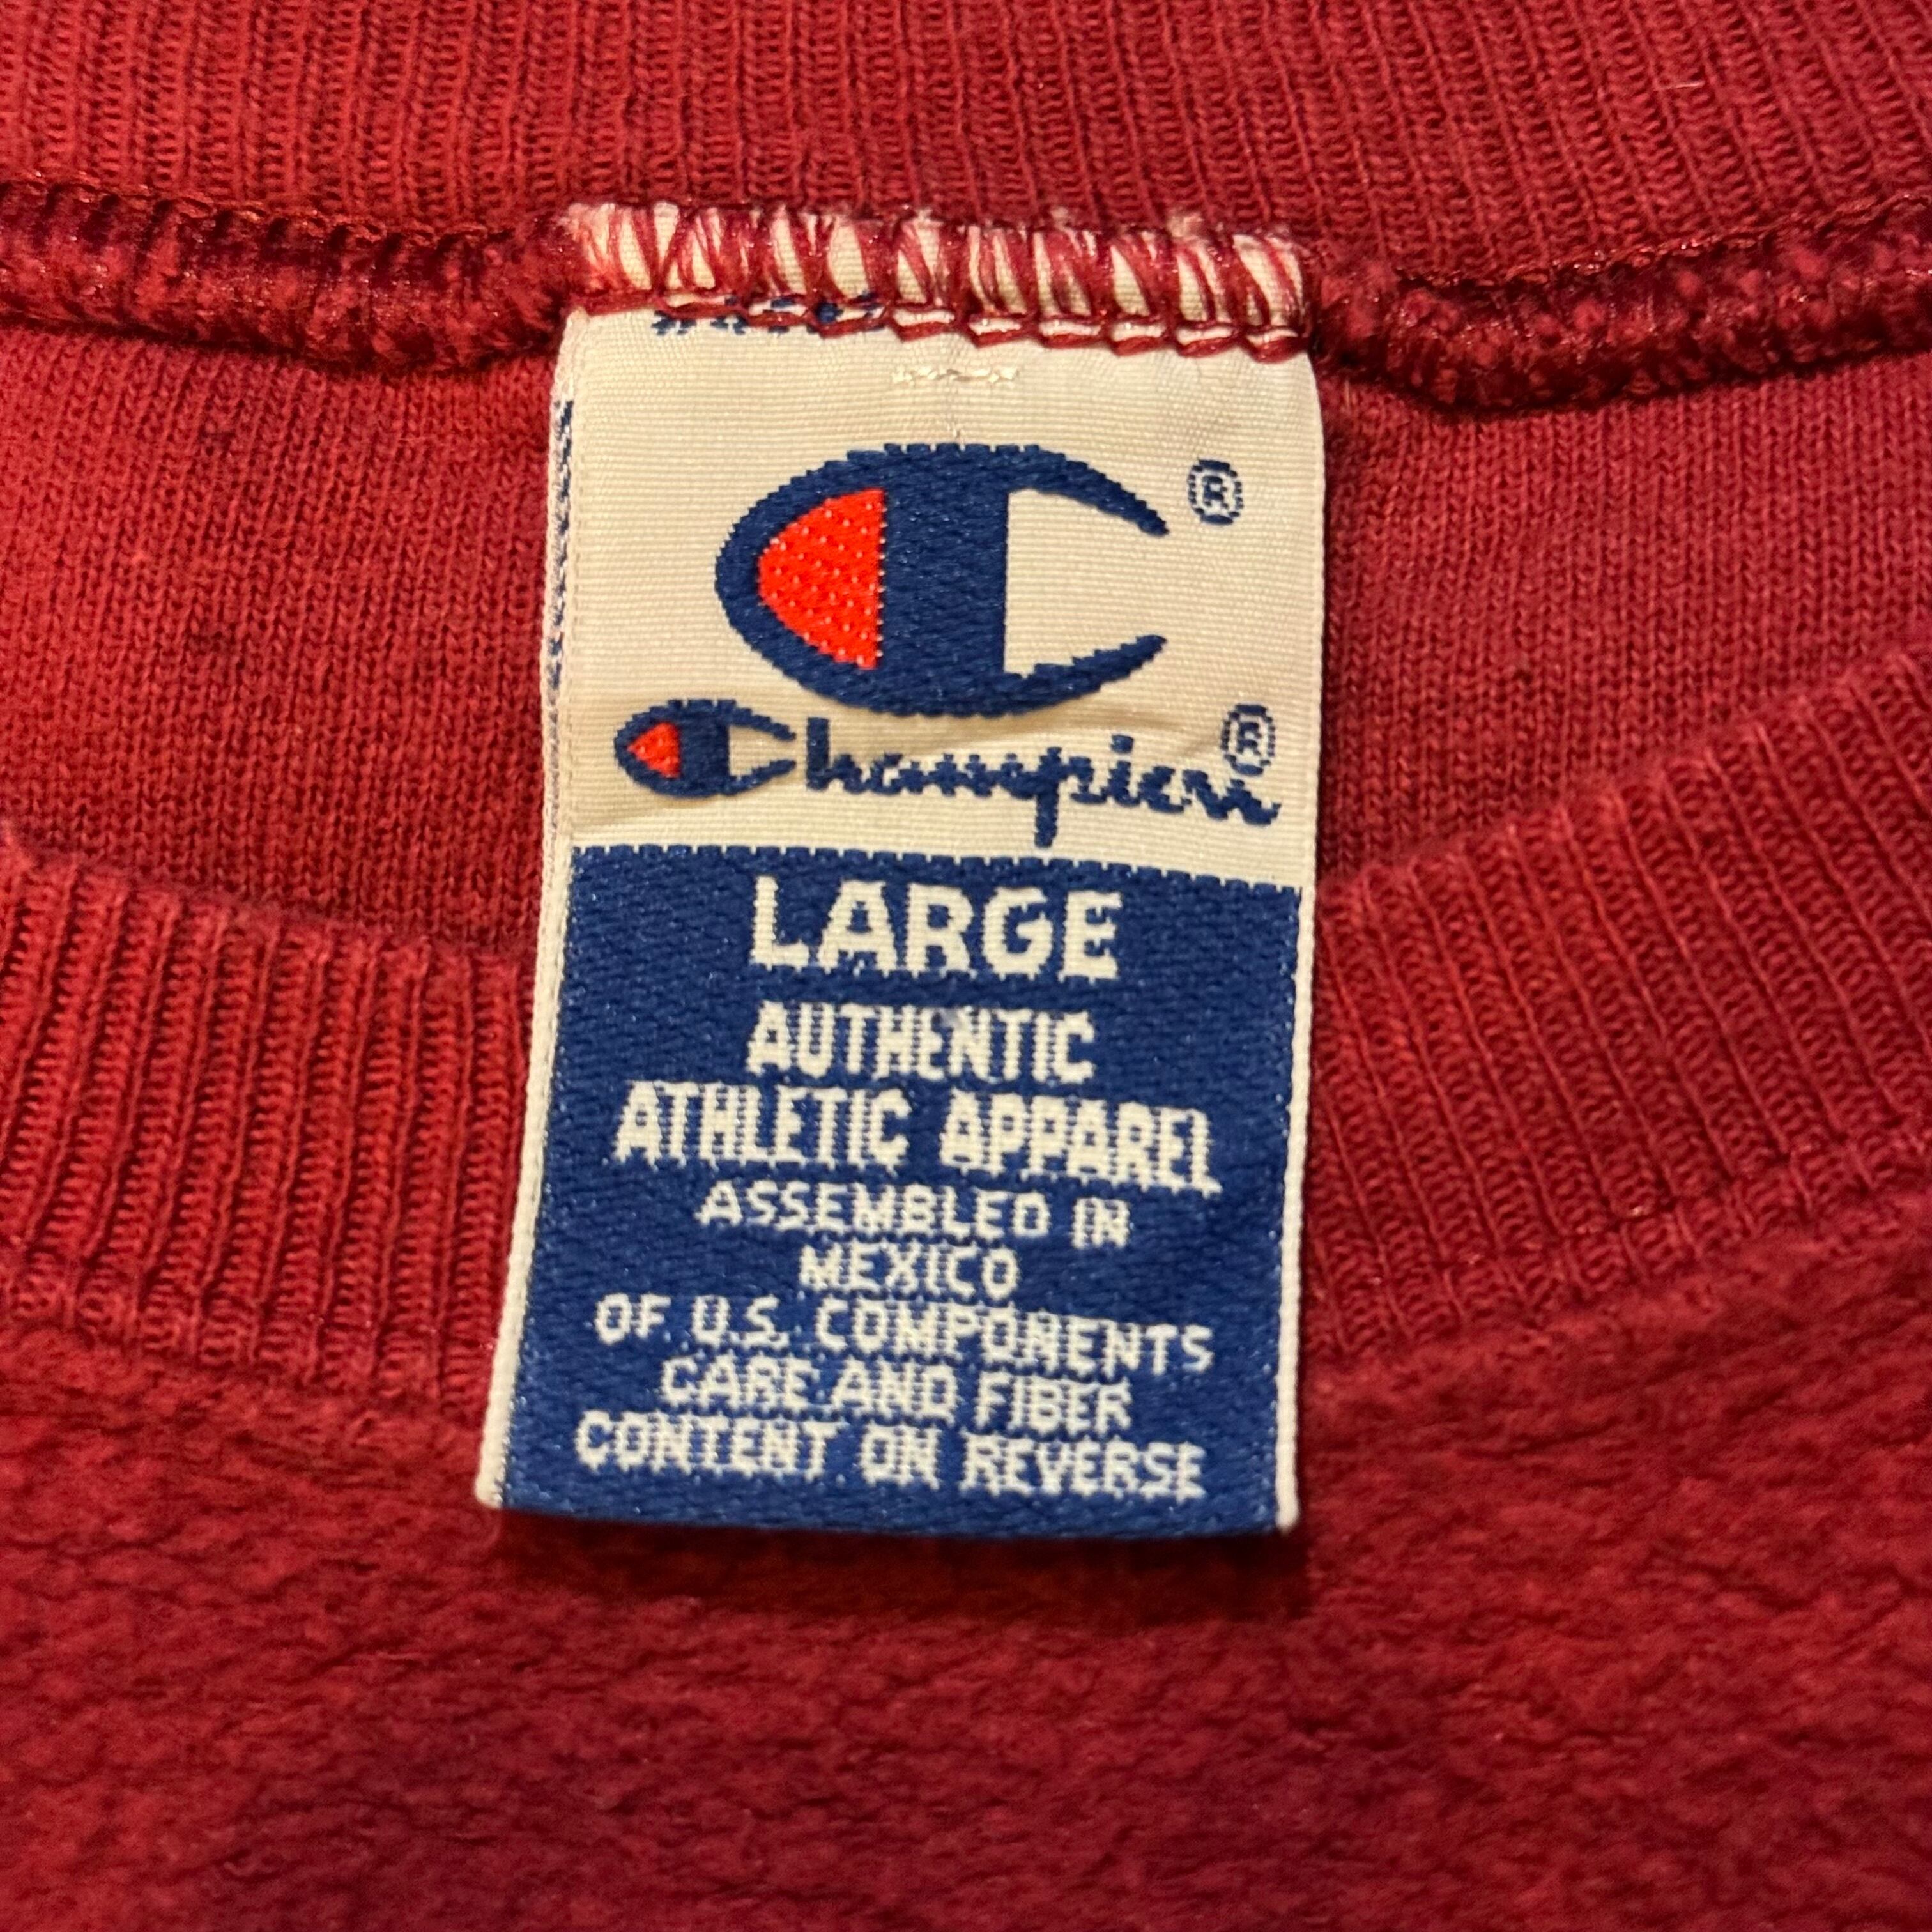 ®
Champion®
LARGE
AUTHENTIC
ATHLETIC APPAREL
ASSEMBLED IN
MEXICO
OF U.S. COMPONENTS
CARE AND FIBER
CONTENT ON REVERSE